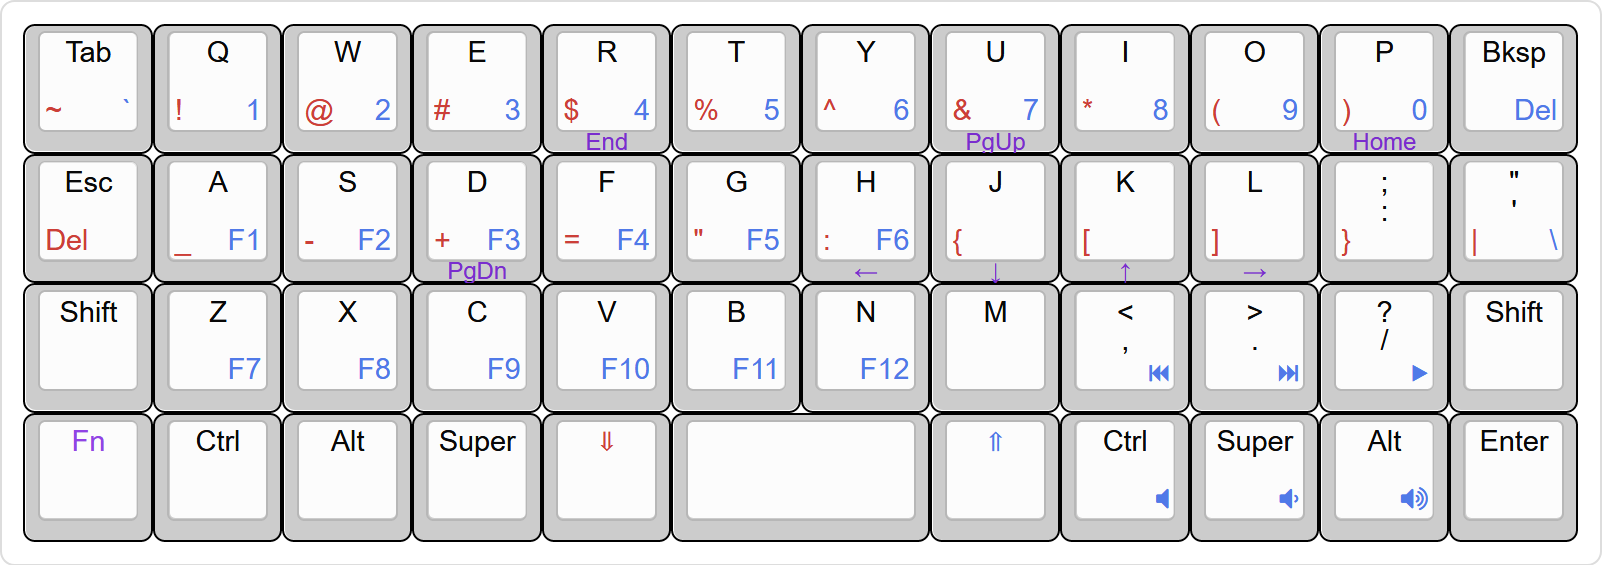 Tab Q W E R T Y U I O P Bksp
~ ` ! 1 @ 2 # 3 $ 4 % 5 ^ 6 & 7 * 8 ( 9 ) 0 Del
End PgUp Home
Esc A S D F G H J K L ; "
: '
Del _ F1 - F2 + F3 = F4 " F5 : F6 { [ ] } | \
PgDn ← ↓ ↑ →
Shift Z X C V B N M < > ? Shift
, . /
F7 F8 F9 F10 F11 F12 ⏮ ⏭ ▶
Fn Ctrl Alt Super ⇓ ⇑ Ctrl Super Alt Enter